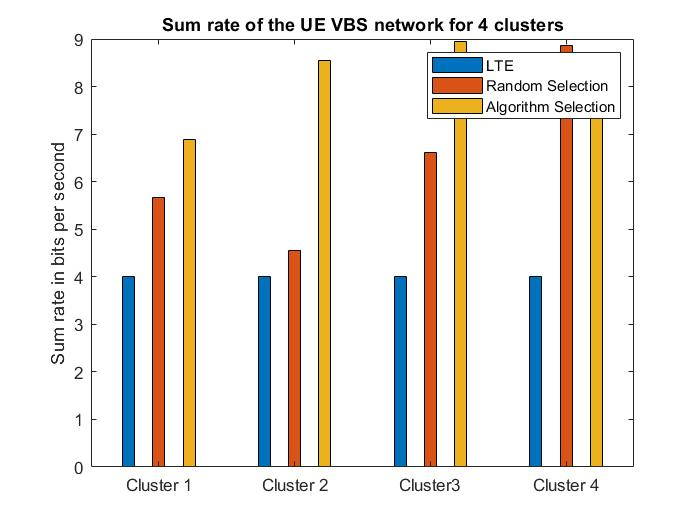 Sum rate of the UE VBS network for 4 clusters
9
8
7
6
5
4
3
2
1
0
Sum rate in bits per second
LTE
Random Selection
Algorithm Selection
Cluster 1
Cluster 2
Cluster3
Cluster 4